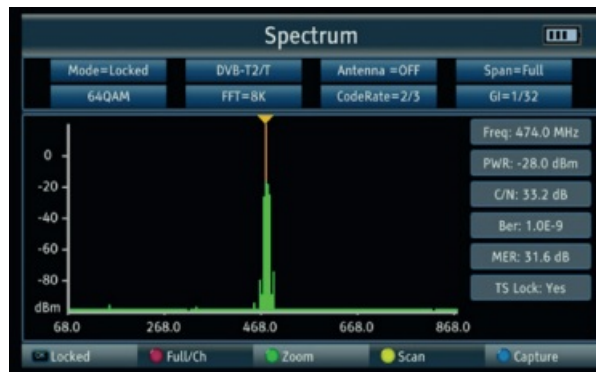 Spectrum
Mode=Locked DVB-T2/T Antenna =OFF Span=Full
64QAM FFT=8K CodeRate=2/3 GI=1/32
Freq: 474.0 MHz
0
PWR: -28.0 dBm
-20
C/N: 33.2 dB
-40
Ber: 1.0E-9
-60
MER: 31.6 dB
-80
TS Lock: Yes
dBm
68.0 268.0 468.0 668.0 868.0
OK Locked Full/Ch Zoom Scan Capture